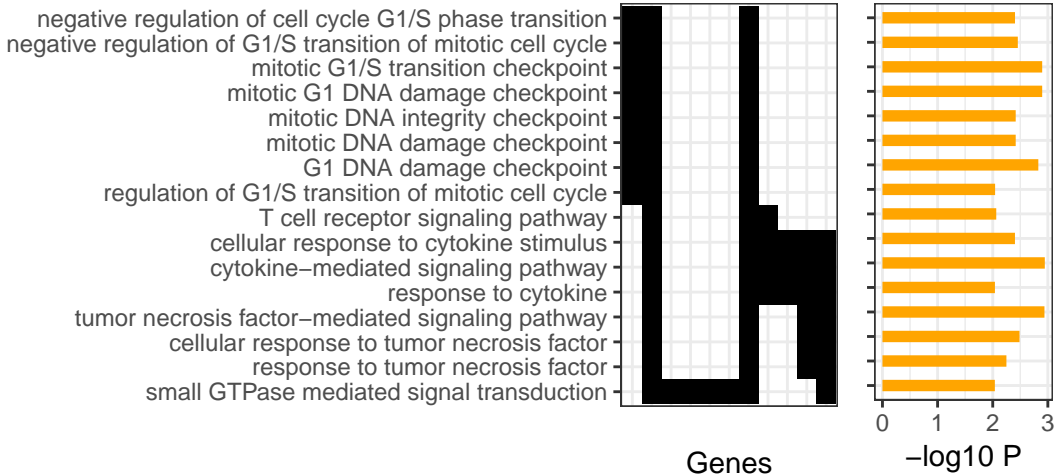 negative regulation of cell cycle G1/S phase transition
negative regulation of G1/S transition of mitotic cell cycle
mitotic G1/S transition checkpoint
mitotic G1 DNA damage checkpoint
mitotic DNA integrity checkpoint
mitotic DNA damage checkpoint
G1 DNA damage checkpoint
regulation of G1/S transition of mitotic cell cycle
T cell receptor signaling pathway
cellular response to cytokine stimulus
cytokine−mediated signaling pathway
response to cytokine
tumor necrosis factor−mediated signaling pathway
cellular response to tumor necrosis factor
response to tumor necrosis factor
small GTPase mediated signal transduction
0 1 2 3
Genes
−log10 P